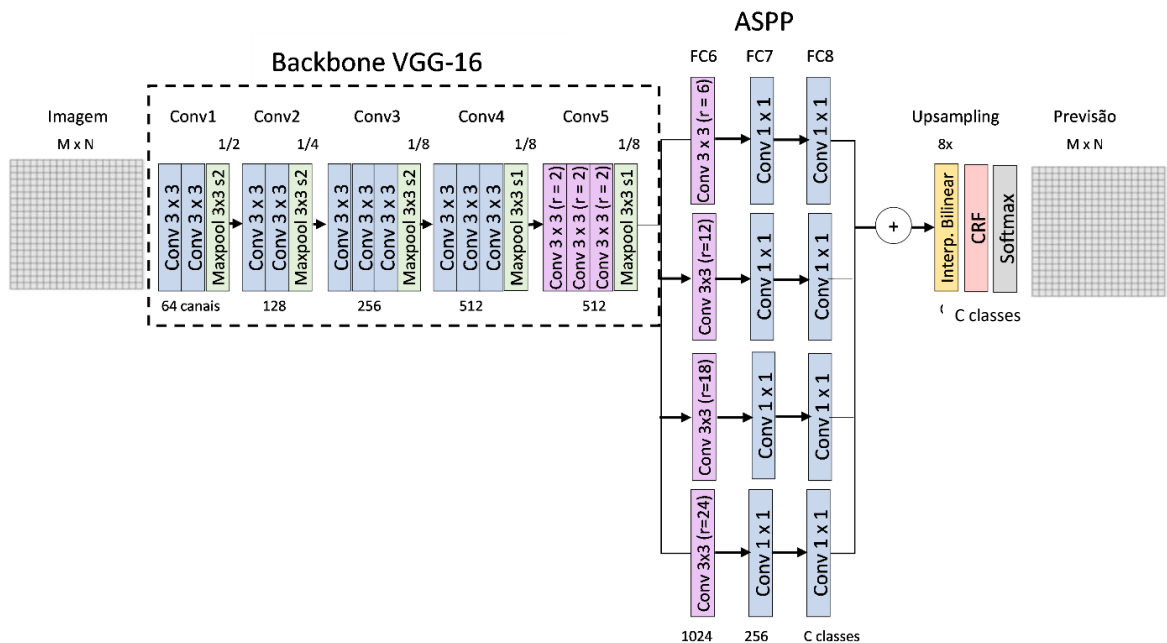 ASPP
Backbone VGG-16
FC6 FC7 FC8
Imagem
M x N
Conv1 Conv2 Conv3 Conv4 Conv5
1/2 1/4 1/8 1/8 1/8
Conv 3 x 3
Conv 3 x 3
Maxpool 3x3 s2
Conv 3 x 3
Conv 3 x 3
Maxpool 3x3 s2
Conv 3 x 3
Conv 3 x 3
Conv 3 x 3
Maxpool 3x3 s2
Conv 3 x 3
Conv 3 x 3
Conv 3 x 3
Maxpool 3x3 s1
Conv 3 x 3 (r = 2)
Conv 3 x 3 (r = 2)
Conv 3 x 3 (r = 2)
Maxpool 3x3 s1
64 canais 128 256 512 512
Conv 3 x 3 (r = 6)
Conv 1 x 1
Conv 1 x 1
Conv 3x3 (r=12)
Conv 1 x 1
Conv 1 x 1
Conv 3x3 (r=18)
Conv 1 x 1
Conv 1 x 1
Conv 3x3 (r=24)
Conv 1 x 1
Conv 1 x 1
1024 256 C classes
+
Upsampling
8x
Interp. Bilinear
CRF
Softmax
C classes
Previsão
M x N